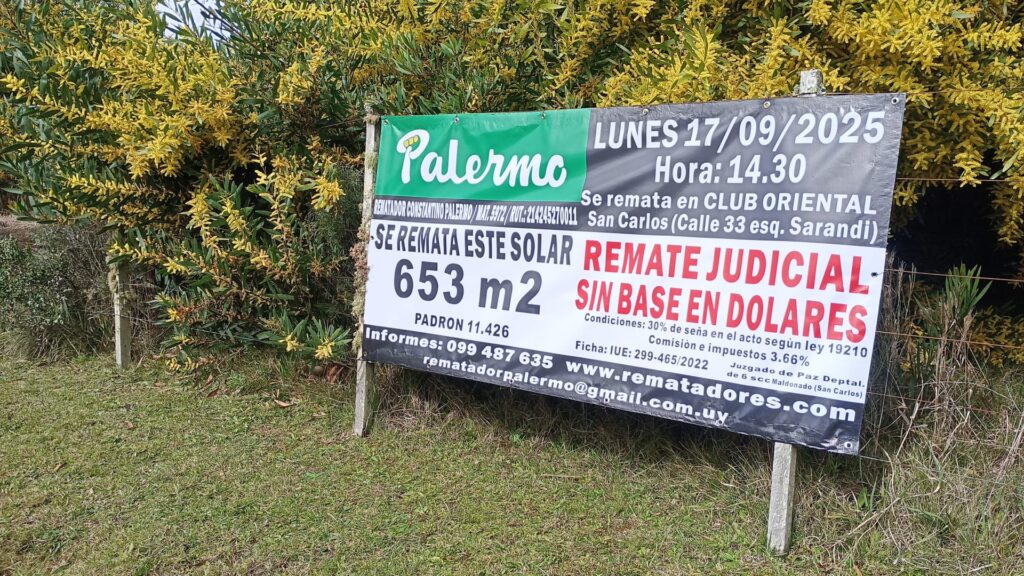 Palermo
REMATADOR CONSTANTINO PALERMO / MAT. 5972 / RUT.: 214245270011
SE REMATA ESTE SOLAR
653 m2
PADRON 11.426
LUNES 17/09/2025
Hora: 14.30
Se remata en CLUB ORIENTAL
San Carlos (Calle 33 esq. Sarandi)
REMATE JUDICIAL
SIN BASE EN DOLARES
Condiciones: 30% de seña en el acto según ley 19210
Comisión e impuestos 3.66%
Ficha: IUE: 299-465/2022
Juzgado de Paz Deptal.
de 5 scc Maldonado (San Carlos)
Informes: 099 487 635 www.rematadores.com
rematadorpalermo@gmail.com.uy